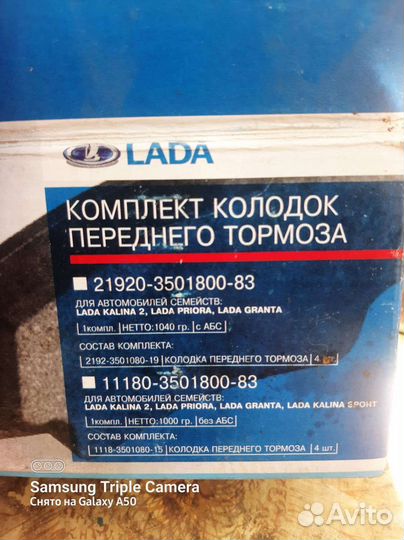 LADA
КОМПЛЕКТ КОЛОДОК
ПЕРЕДНЕГО ТОРМОЗА
21920-3501800-83
ДЛЯ АВТОМОБИЛЕЙ СЕМЕЙСТВ:
LADA KALINA 2, LADA PRIORA, LADA GRANTA
1компл. НЕТТО:1040 гр. с АБС
СОСТАВ КОМПЛЕКТА:
2192-3501080-19 КОЛОДКА ПЕРЕДНЕГО ТОРМОЗА 4 шт.
11180-3501800-83
ДЛЯ АВТОМОБИЛЕЙ СЕМЕЙСТВ:
LADA KALINA 2, LADA PRIORA, LADA GRANTA, LADA KALINA SPORT
1компл. НЕТТО:1000 гр. без АБС
СОСТАВ КОМПЛЕКТА:
1118-3501080-15 КОЛОДКА ПЕРЕДНЕГО ТОРМОЗА 4 шт.
Samsung Triple Camera
Снято на Galaxy A50
Avito